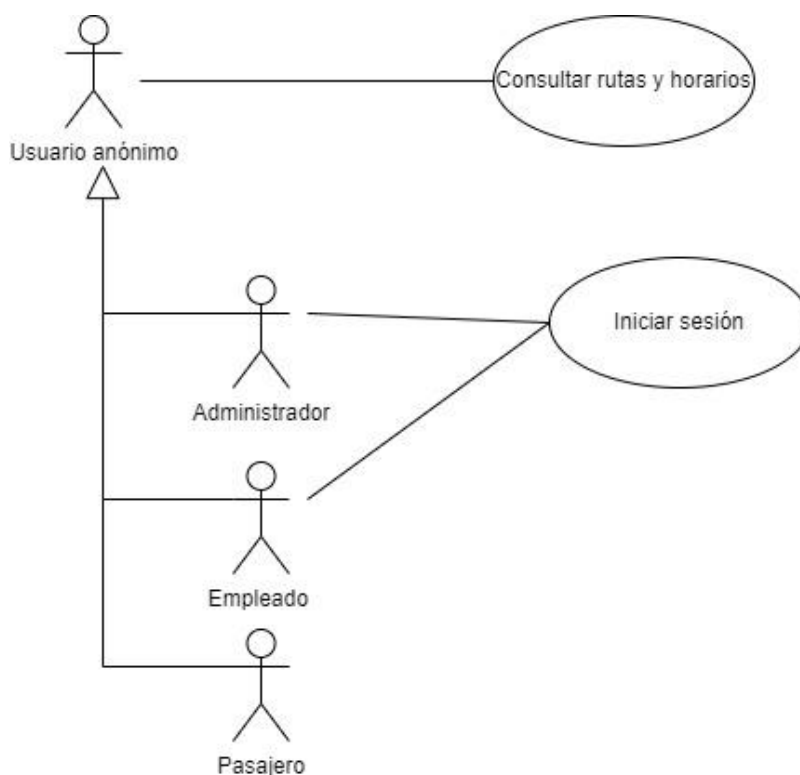 Consultar rutas y horarios
Usuario anónimo
Iniciar sesión
Administrador
Empleado
Pasajero